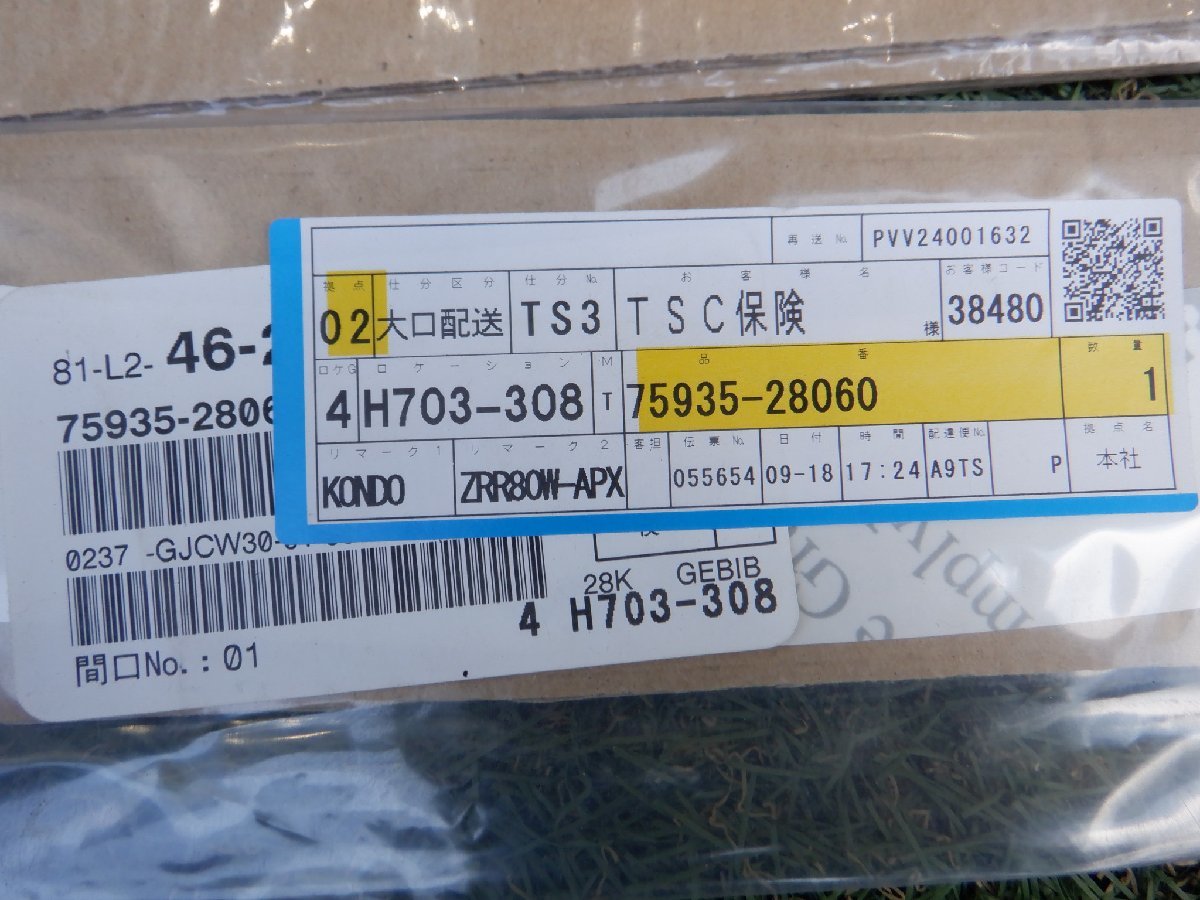 再送No. PVV24001632
拠点 仕分区分 仕分No. お客様名 お客様コード
02 大口配送 TS3 TSC保険 様 38480
ロケG ロケーション M 品番 数量
4 H703-308 T 75935-28060 1
リマーク1 リマーク2 客担 伝票No. 日付 時間 配達便No. 拠点名
KONDO ZRR80W-APX 055654 09-18 17:24 A9TS P 本社
81-L2- 46-
75935-2806
0237 -GJCW30-
28K GEBIB
4 H703-308
間口No.:01